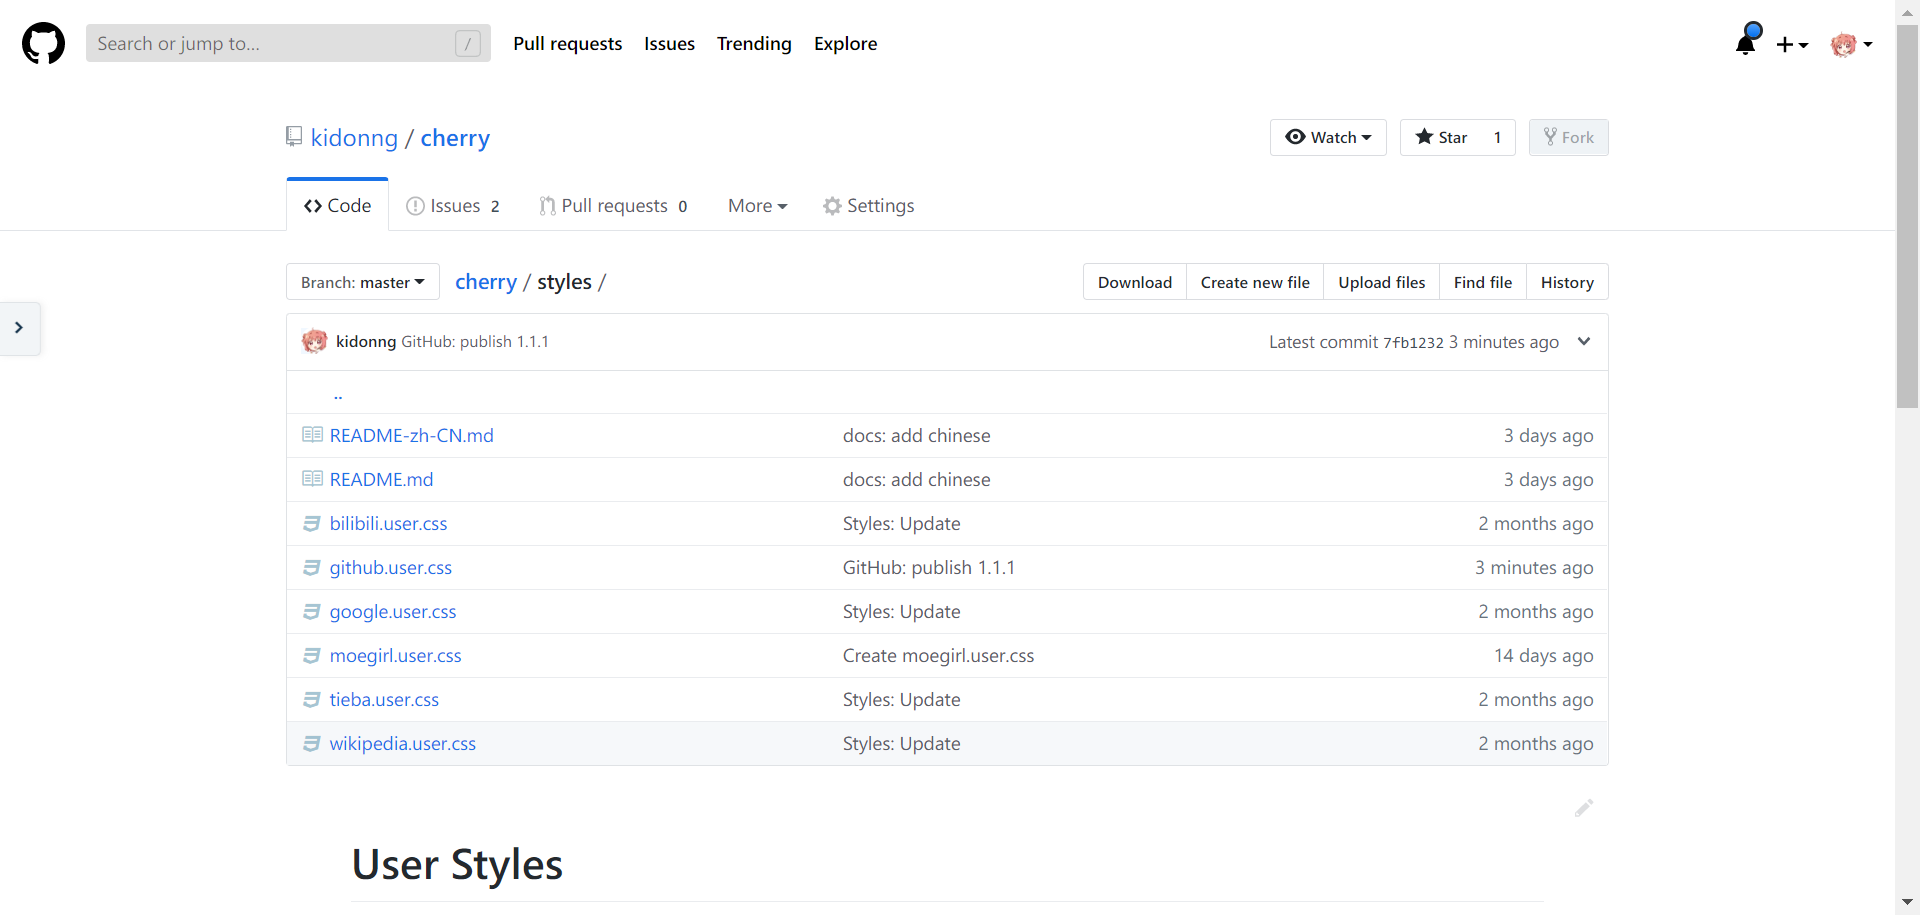 Search or jump to... /
Pull requests Issues Trending Explore
kidonng / cherry
Watch Star 1 Fork
Code Issues 2 Pull requests 0 More Settings
Branch: master cherry / styles /
Download Create new file Upload files Find file History
kidonng GitHub: publish 1.1.1 Latest commit 7fb1232 3 minutes ago
..
README-zh-CN.md docs: add chinese 3 days ago
README.md docs: add chinese 3 days ago
bilibili.user.css Styles: Update 2 months ago
github.user.css GitHub: publish 1.1.1 3 minutes ago
google.user.css Styles: Update 2 months ago
moegirl.user.css Create moegirl.user.css 14 days ago
tieba.user.css Styles: Update 2 months ago
wikipedia.user.css Styles: Update 2 months ago
User Styles